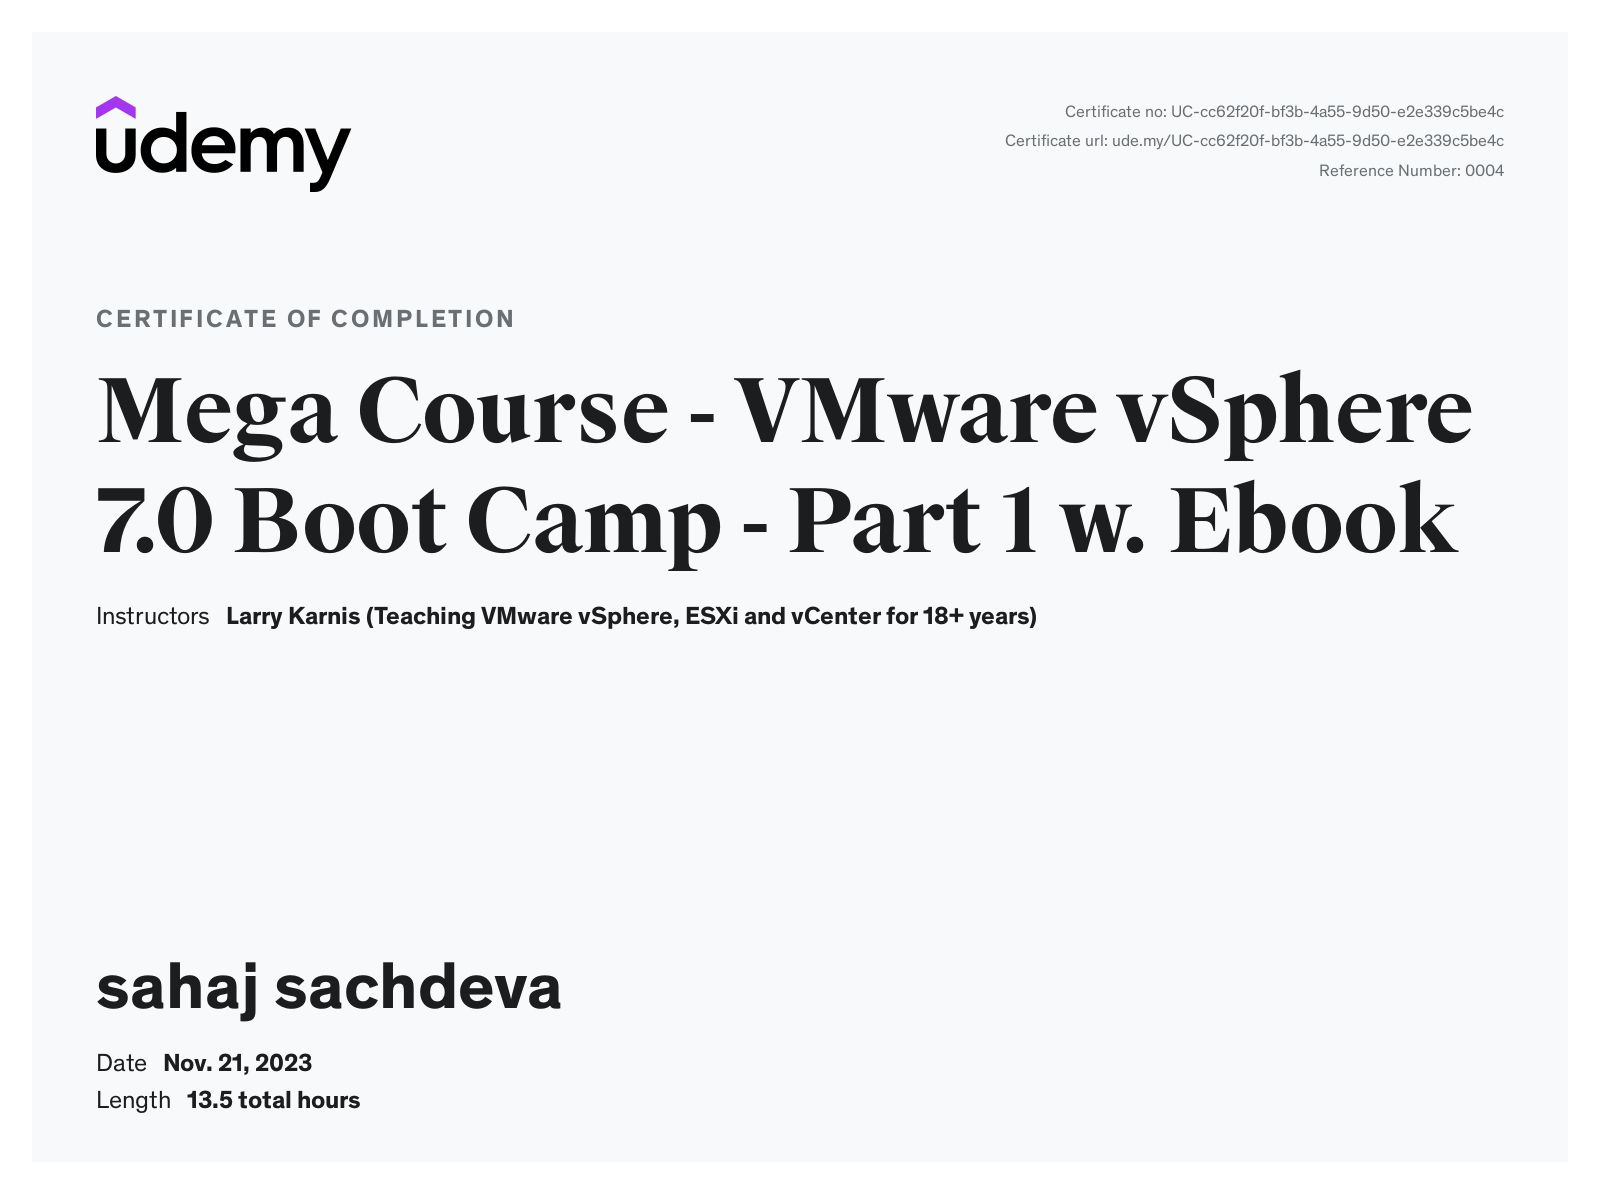 udemy
Certificate no: UC-cc62f20f-bf3b-4a55-9d50-e2e339c5be4c
Certificate url: ude.my/UC-cc62f20f-bf3b-4a55-9d50-e2e339c5be4c
Reference Number: 0004
CERTIFICATE OF COMPLETION
Mega Course - VMware vSphere
7.0 Boot Camp - Part 1 w. Ebook
Instructors Larry Karnis (Teaching VMware vSphere, ESXi and vCenter for 18+ years)
sahaj sachdeva
Date Nov. 21, 2023
Length 13.5 total hours